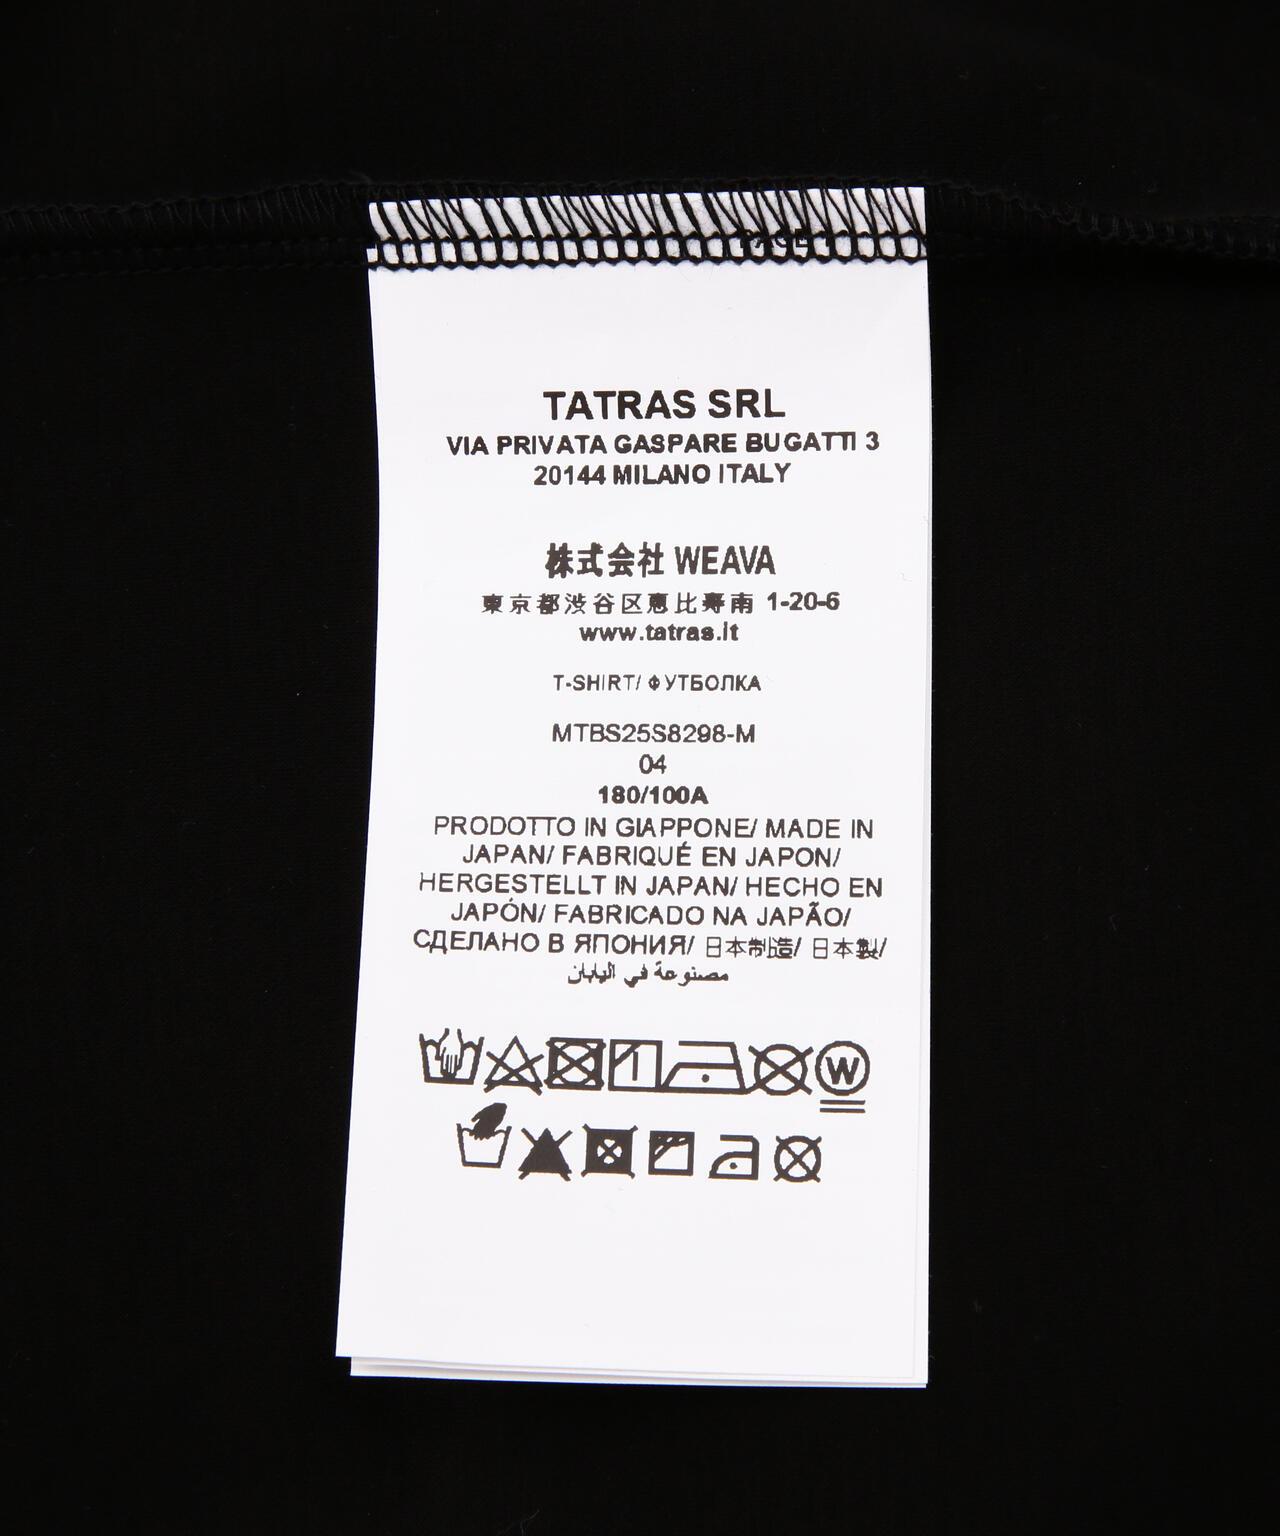 PAGE
TATRAS SRL
VIA PRIVATA GASPARE BUGATTI 3
20144 MILANO ITALY
株式会社 WEAVA
東京都渋谷区恵比寿南 1-20-6
www.tatras.it
T-SHIRT/ ФУТБОЛКА
MTBS25S8298-M
04
180/100A
PRODOTTO IN GIAPPONE/ MADE IN
JAPAN/ FABRIQUÉ EN JAPON/
HERGESTELLT IN JAPAN/ HECHO EN
JAPÓN/ FABRICADO NA JAPÃO/
СДЕЛАНО В ЯПОНИЯ/ 日本制造/ 日本製/
مصنوعة في اليابان
W